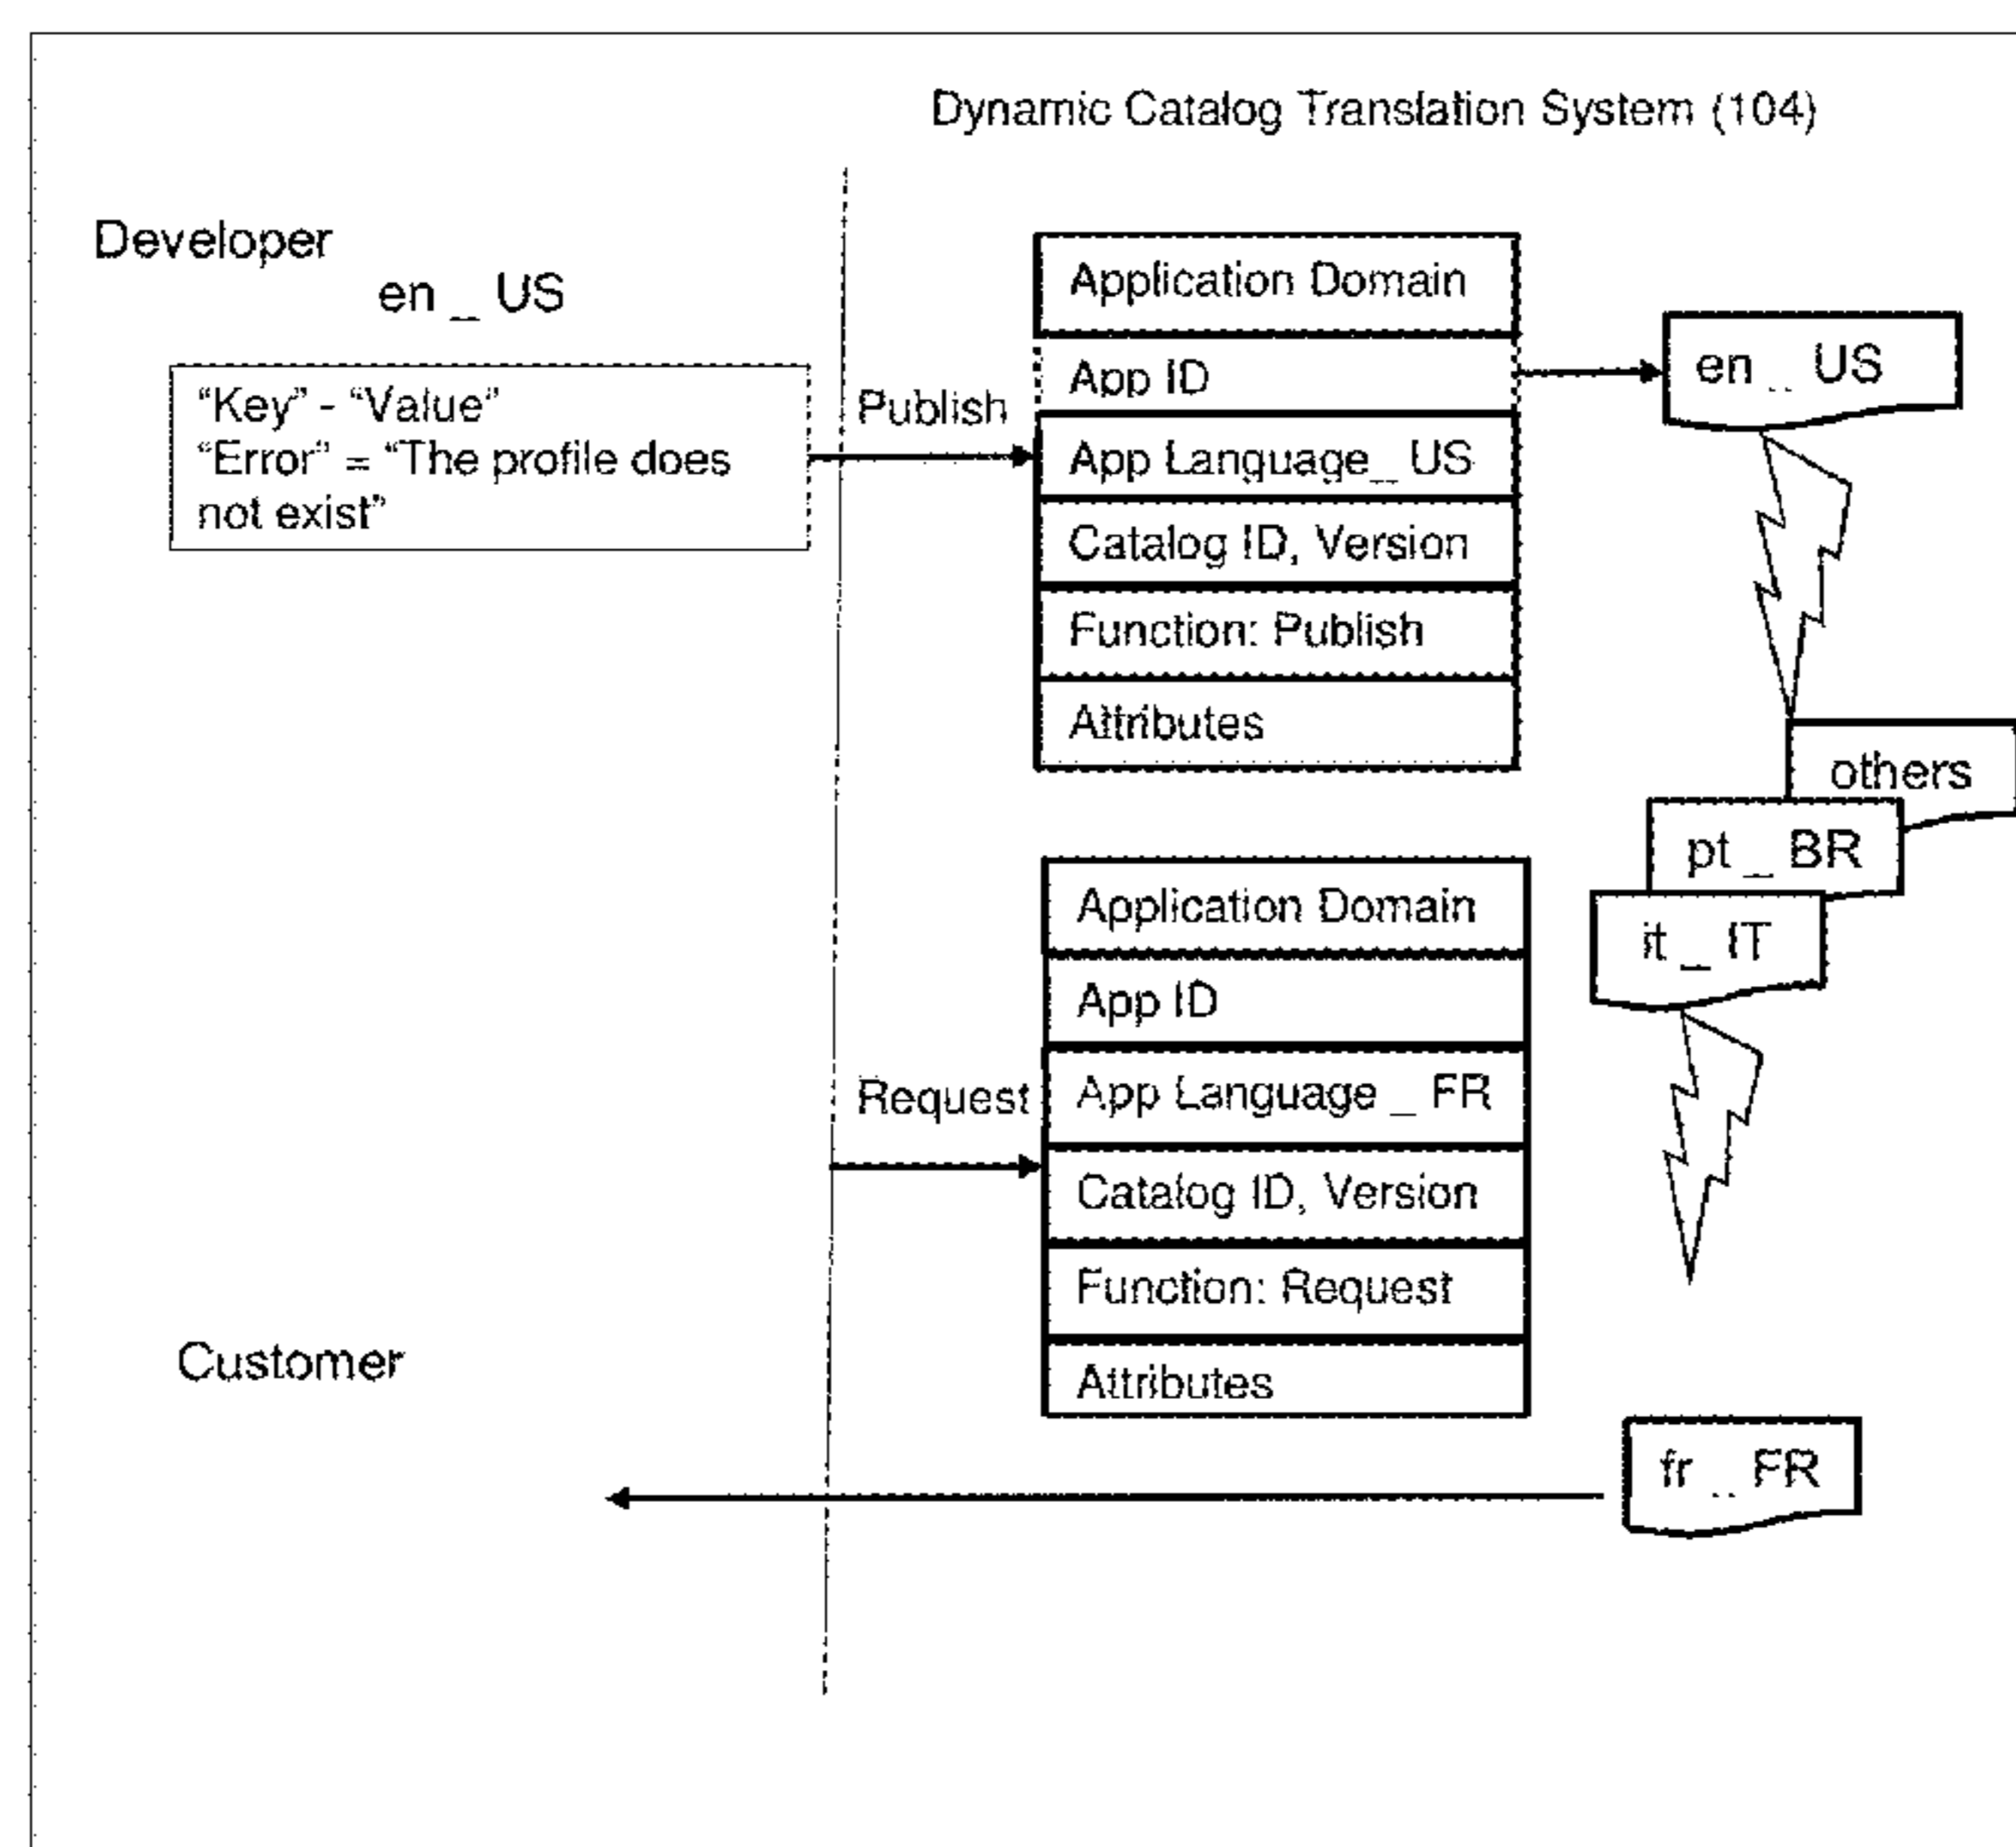 Dynamic Catalog Translation System (104)
Developer
en _ US
"Key" - "Value"
"Error" = "The profile does
not exist"
Publish
Application Domain
App ID
App Language_ US
Catalog ID, Version
Function: Publish
Attributes
en _ US
others
pt _ BR
it _ IT
Request
Application Domain
App ID
App Language _ FR
Catalog ID, Version
Function: Request
Attributes
Customer
fr _ FR